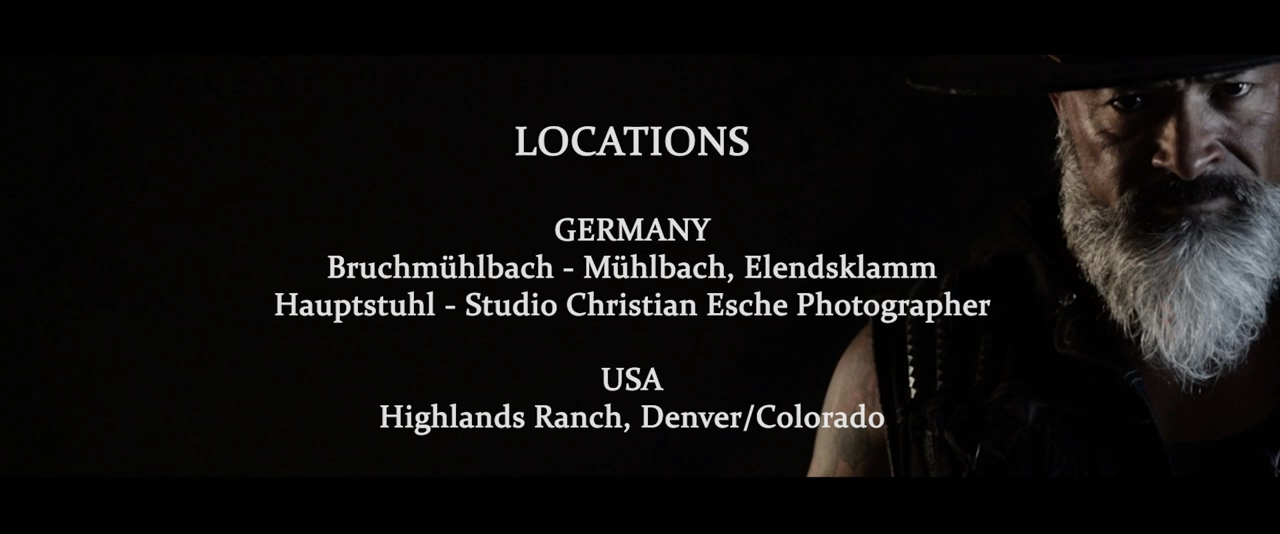 LOCATIONS
GERMANY
Bruchmühlbach - Mühlbach, Elendsklamm
Hauptstuhl - Studio Christian Esche Photographer
USA
Highlands Ranch, Denver/Colorado